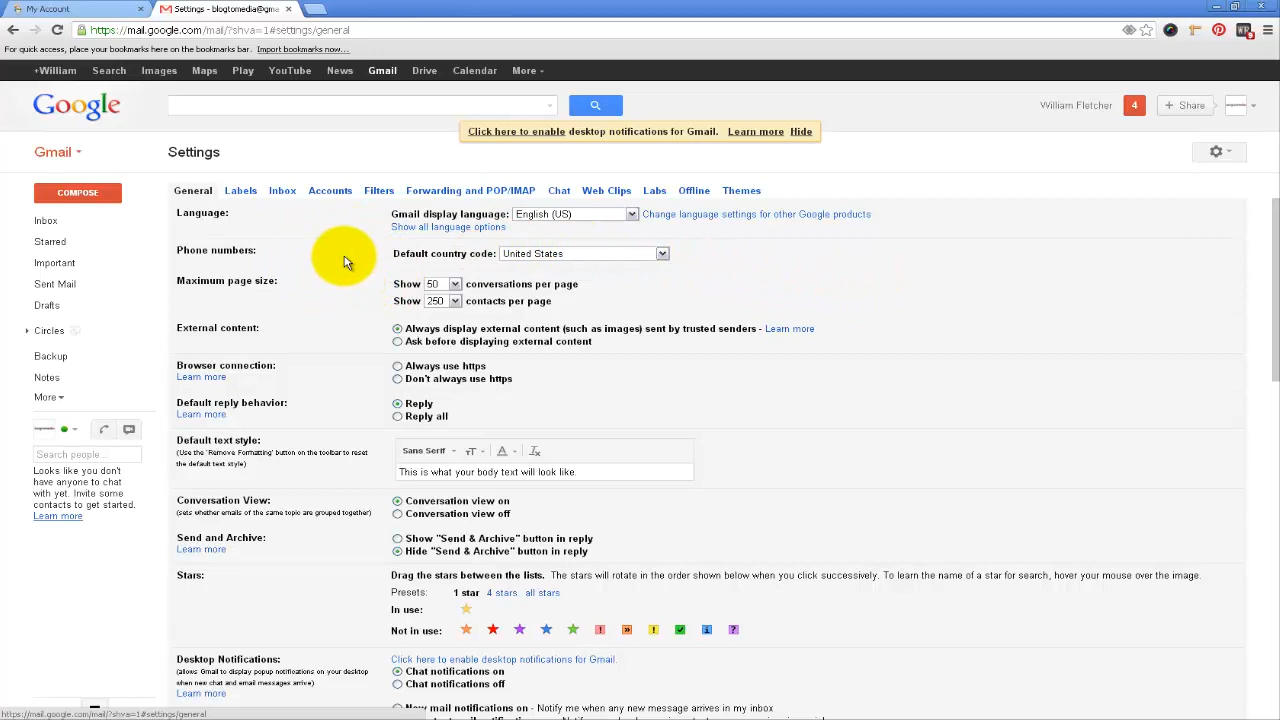 My Account
Settings - blogtomedia@gma
https://mail.google.com/mail/?shva=1#settings/general
For quick access, place your bookmarks here on the bookmarks bar. Import bookmarks now...
+William Search Images Maps Play YouTube News Gmail Drive Calendar More
Google
William Fletcher 4 + Share
Click here to enable desktop notifications for Gmail. Learn more Hide
Gmail
Settings
COMPOSE
General Labels Inbox Accounts Filters Forwarding and POP/IMAP Chat Web Clips Labs Offline Themes
Inbox
Starred
Important
Sent Mail
Drafts
Circles
Backup
Notes
More
Search people...
Looks like you don't
have anyone to chat
with yet. Invite some
contacts to get started.
Learn more
Language:
Gmail display language: English (US) Change language settings for other Google products
Show all language options
Phone numbers:
Default country code: United States
Maximum page size:
Show 50 conversations per page
Show 250 contacts per page
External content:
Always display external content (such as images) sent by trusted senders - Learn more
Ask before displaying external content
Browser connection:
Learn more
Always use https
Don't always use https
Default reply behavior:
Learn more
Reply
Reply all
Default text style:
(Use the 'Remove Formatting' button on the toolbar to reset
the default text style)
Sans Serif
This is what your body text will look like.
Conversation View:
(sets whether emails of the same topic are grouped together)
Conversation view on
Conversation view off
Send and Archive:
Learn more
Show "Send & Archive" button in reply
Hide "Send & Archive" button in reply
Stars:
Drag the stars between the lists. The stars will rotate in the order shown below when you click successively. To learn the name of a star for search, hover your mouse over the image.
Presets: 1 star 4 stars all stars
In use:
Not in use:
Desktop Notifications:
(allows Gmail to display popup notifications on your desktop
when new chat and email messages arrive)
Learn more
Click here to enable desktop notifications for Gmail.
Chat notifications on
Chat notifications off
New mail notifications on - Notify me when any new message arrives in my inbox
https://mail.google.com/mail/?shva=1#settings/general